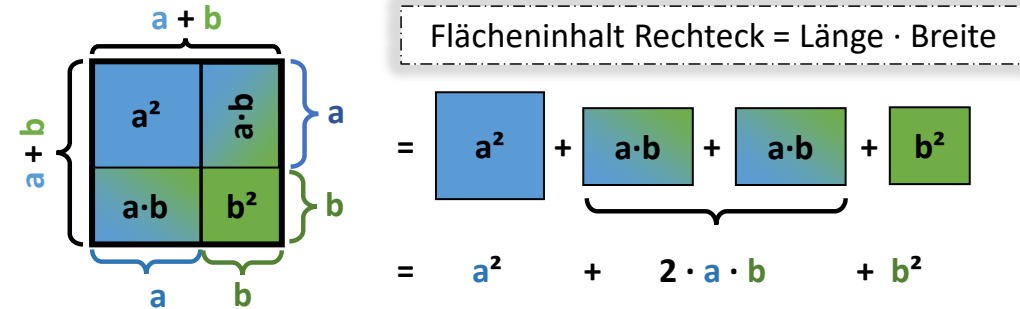 a + b
Flächeninhalt Rechteck = Länge · Breite
a + b
a²
a·b
a
a·b
b²
b
a
b
= a² + a·b + a·b + b²
= a² + 2 · a · b + b²